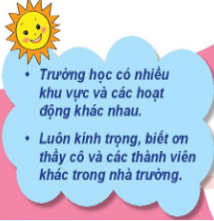 • Trường học có nhiều
khu vực và các hoạt
động khác nhau.
• Luôn kính trọng, biết ơn
thầy cô và các thành viên
khác trong nhà trường.